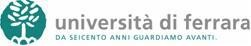 università di ferrara
DA SEICENTO ANNI GUARDIAMO AVANTI.